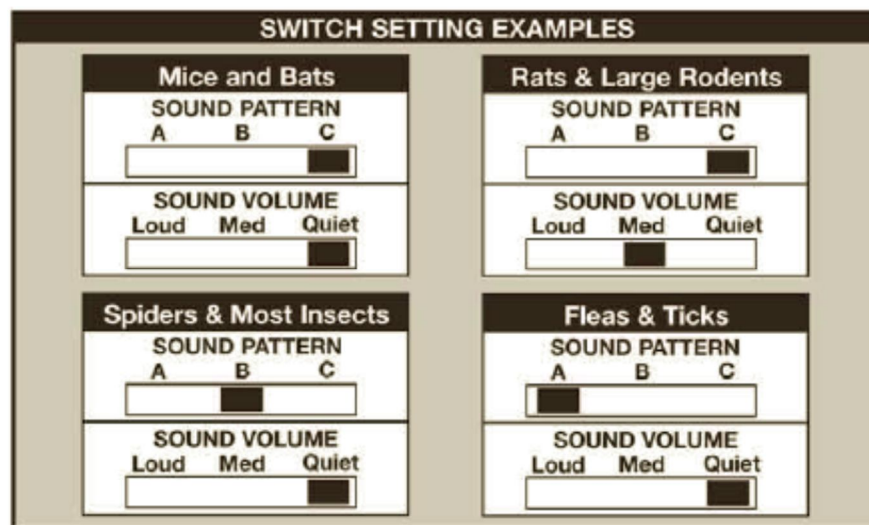 SWITCH SETTING EXAMPLES
Mice and Bats
SOUND PATTERN
A B C
SOUND VOLUME
Loud Med Quiet
Rats & Large Rodents
SOUND PATTERN
A B C
SOUND VOLUME
Loud Med Quiet
Spiders & Most Insects
SOUND PATTERN
A B C
SOUND VOLUME
Loud Med Quiet
Fleas & Ticks
SOUND PATTERN
A B C
SOUND VOLUME
Loud Med Quiet